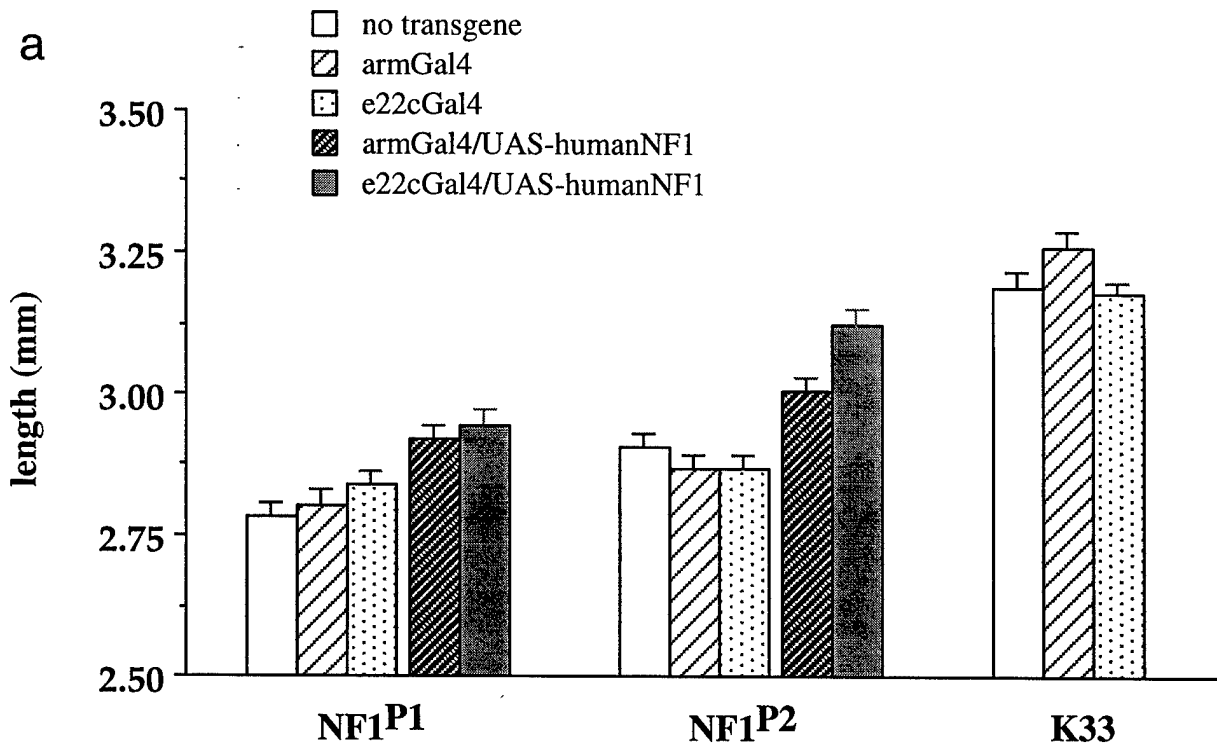 a
no transgene
armGal4
e22cGal4
armGal4/UAS-humanNF1
e22cGal4/UAS-humanNF1
3.50
3.25
3.00
2.75
2.50
length (mm)
NF1P1
NF1P2
K33